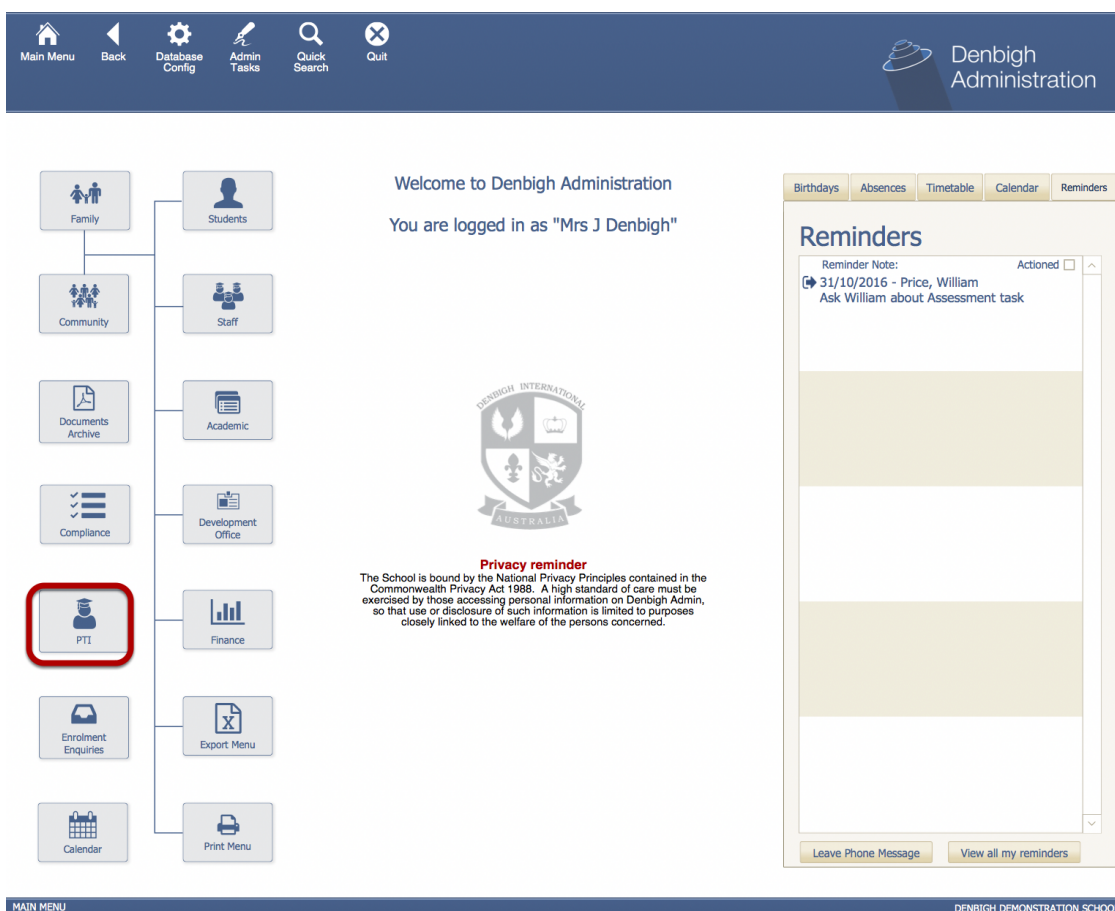 Main Menu
Back
Database
Config
Admin
Tasks
Quick
Search
Quit
Denbigh
Administration
Family
Students
Community
Staff
Documents
Archive
Academic
Compliance
Development
Office
PTI
Finance
Enrolment
Enquiries
X
Export Menu
Calendar
Print Menu
Welcome to Denbigh Administration
You are logged in as "Mrs J Denbigh"
DENBIGH INTERNATIONAL
AUSTRALIA
Privacy reminder
The School is bound by the National Privacy Principles contained in the
Commonwealth Privacy Act 1988. A high standard of care must be
exercised by those accessing personal information on Denbigh Admin,
so that use or disclosure of such information is limited to purposes
closely linked to the welfare of the persons concerned.
Birthdays
Absences
Timetable
Calendar
Reminders
Reminders
Reminder Note:
Actioned
31/10/2016 - Price, William
Ask William about Assessment task
Leave Phone Message
View all my reminders
MAIN MENU
DENBIGH DEMONSTRATION SCHOO